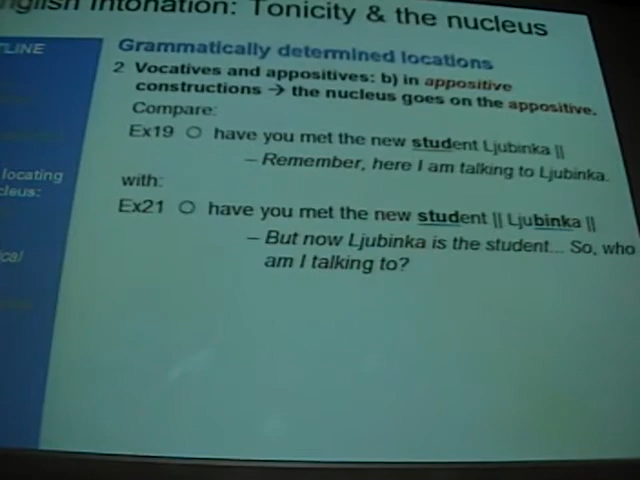 nglish Intonation: Tonicity & the nucleus
TLINE
Grammatically determined locations
2 Vocatives and appositives: b) in appositive
constructions → the nucleus goes on the appositive.
Compare:
Ex19 O have you met the new student Ljubinka ||
– Remember, here I am talking to Ljubinka.
locating
cleus:
with:
Ex21 O have you met the new student || Ljubinka ||
– But now Ljubinka is the student... So, who
am I talking to?
ical